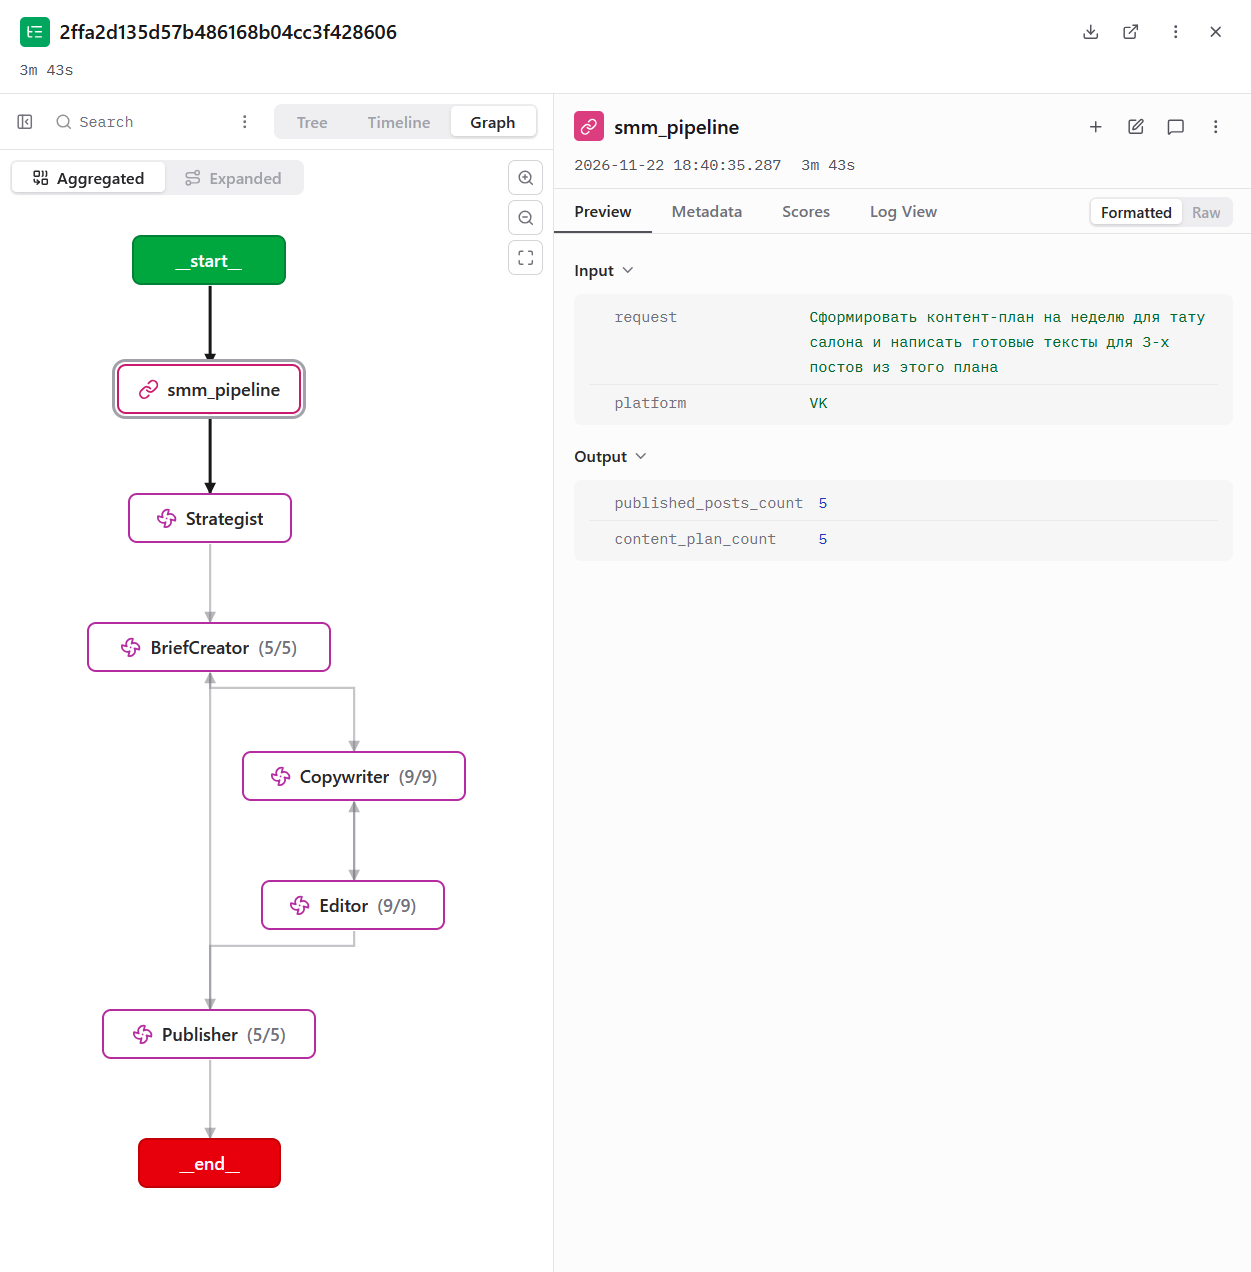 2ffa2d135d57b486168b04cc3f428606
3m 43s
Search
Tree
Timeline
Graph
Aggregated
Expanded
__start__
smm_pipeline
Strategist
BriefCreator (5/5)
Copywriter (9/9)
Editor (9/9)
Publisher (5/5)
__end__
smm_pipeline
2026-11-22 18:40:35.287 3m 43s
Preview
Metadata
Scores
Log View
Formatted
Raw
Input
request
Сформировать контент-план на неделю для тату
салона и написать готовые тексты для 3-х
постов из этого плана
platform
VK
Output
published_posts_count 5
content_plan_count 5